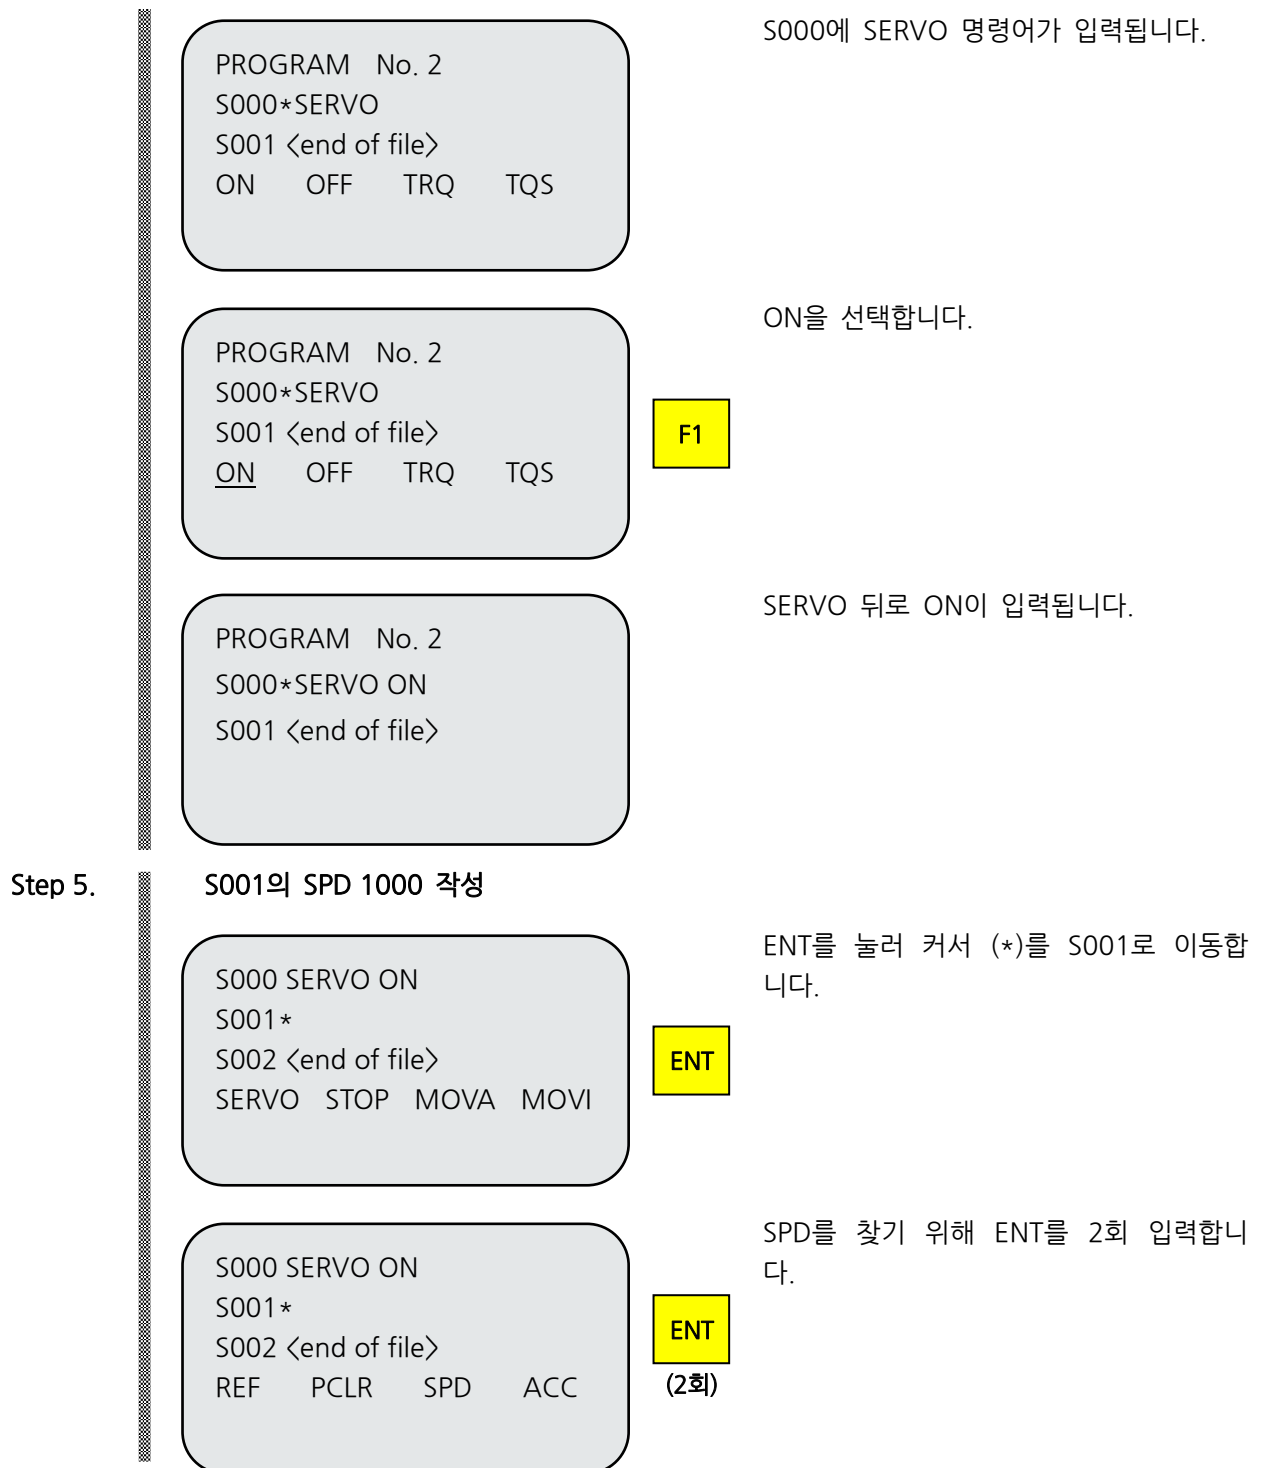 S000에 SERVO 명령어가 입력됩니다.
PROGRAM No. 2
S000*SERVO
S001 <end of file>
ON OFF TRQ TQS
ON을 선택합니다.
PROGRAM No. 2
S000*SERVO
S001 <end of file>
F1
ON OFF TRQ TQS
SERVO 뒤로 ON이 입력됩니다.
PROGRAM No. 2
S000*SERVO ON
S001 <end of file>
Step 5. S001의 SPD 1000 작성
ENT를 눌러 커서 (*)를 S001로 이동합
니다.
S000 SERVO ON
S001*
S002 <end of file>
ENT
SERVO STOP MOVA MOVI
SPD를 찾기 위해 ENT를 2회 입력합니
다.
S000 SERVO ON
S001*
S002 <end of file>
ENT
REF PCLR SPD ACC
(2회)